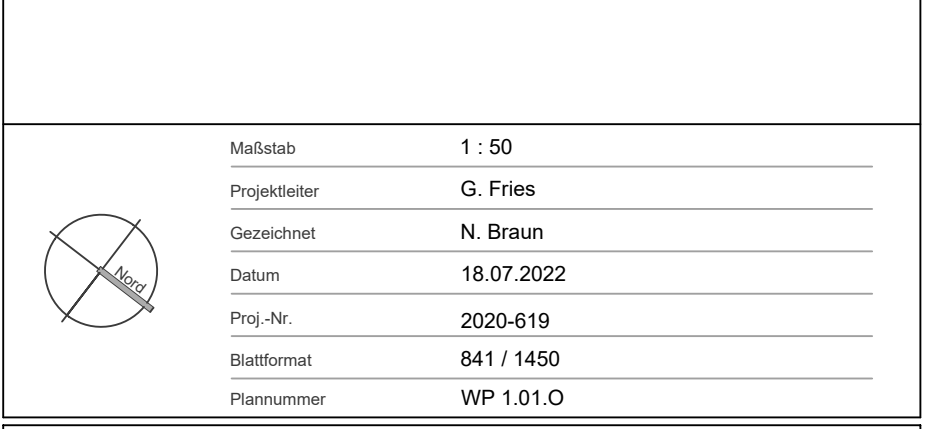 Maßstab 1 : 50
Projektleiter G. Fries
Gezeichnet N. Braun
Nord
Datum 18.07.2022
Proj.-Nr. 2020-619
Blattformat 841 / 1450
Plannummer WP 1.01.O